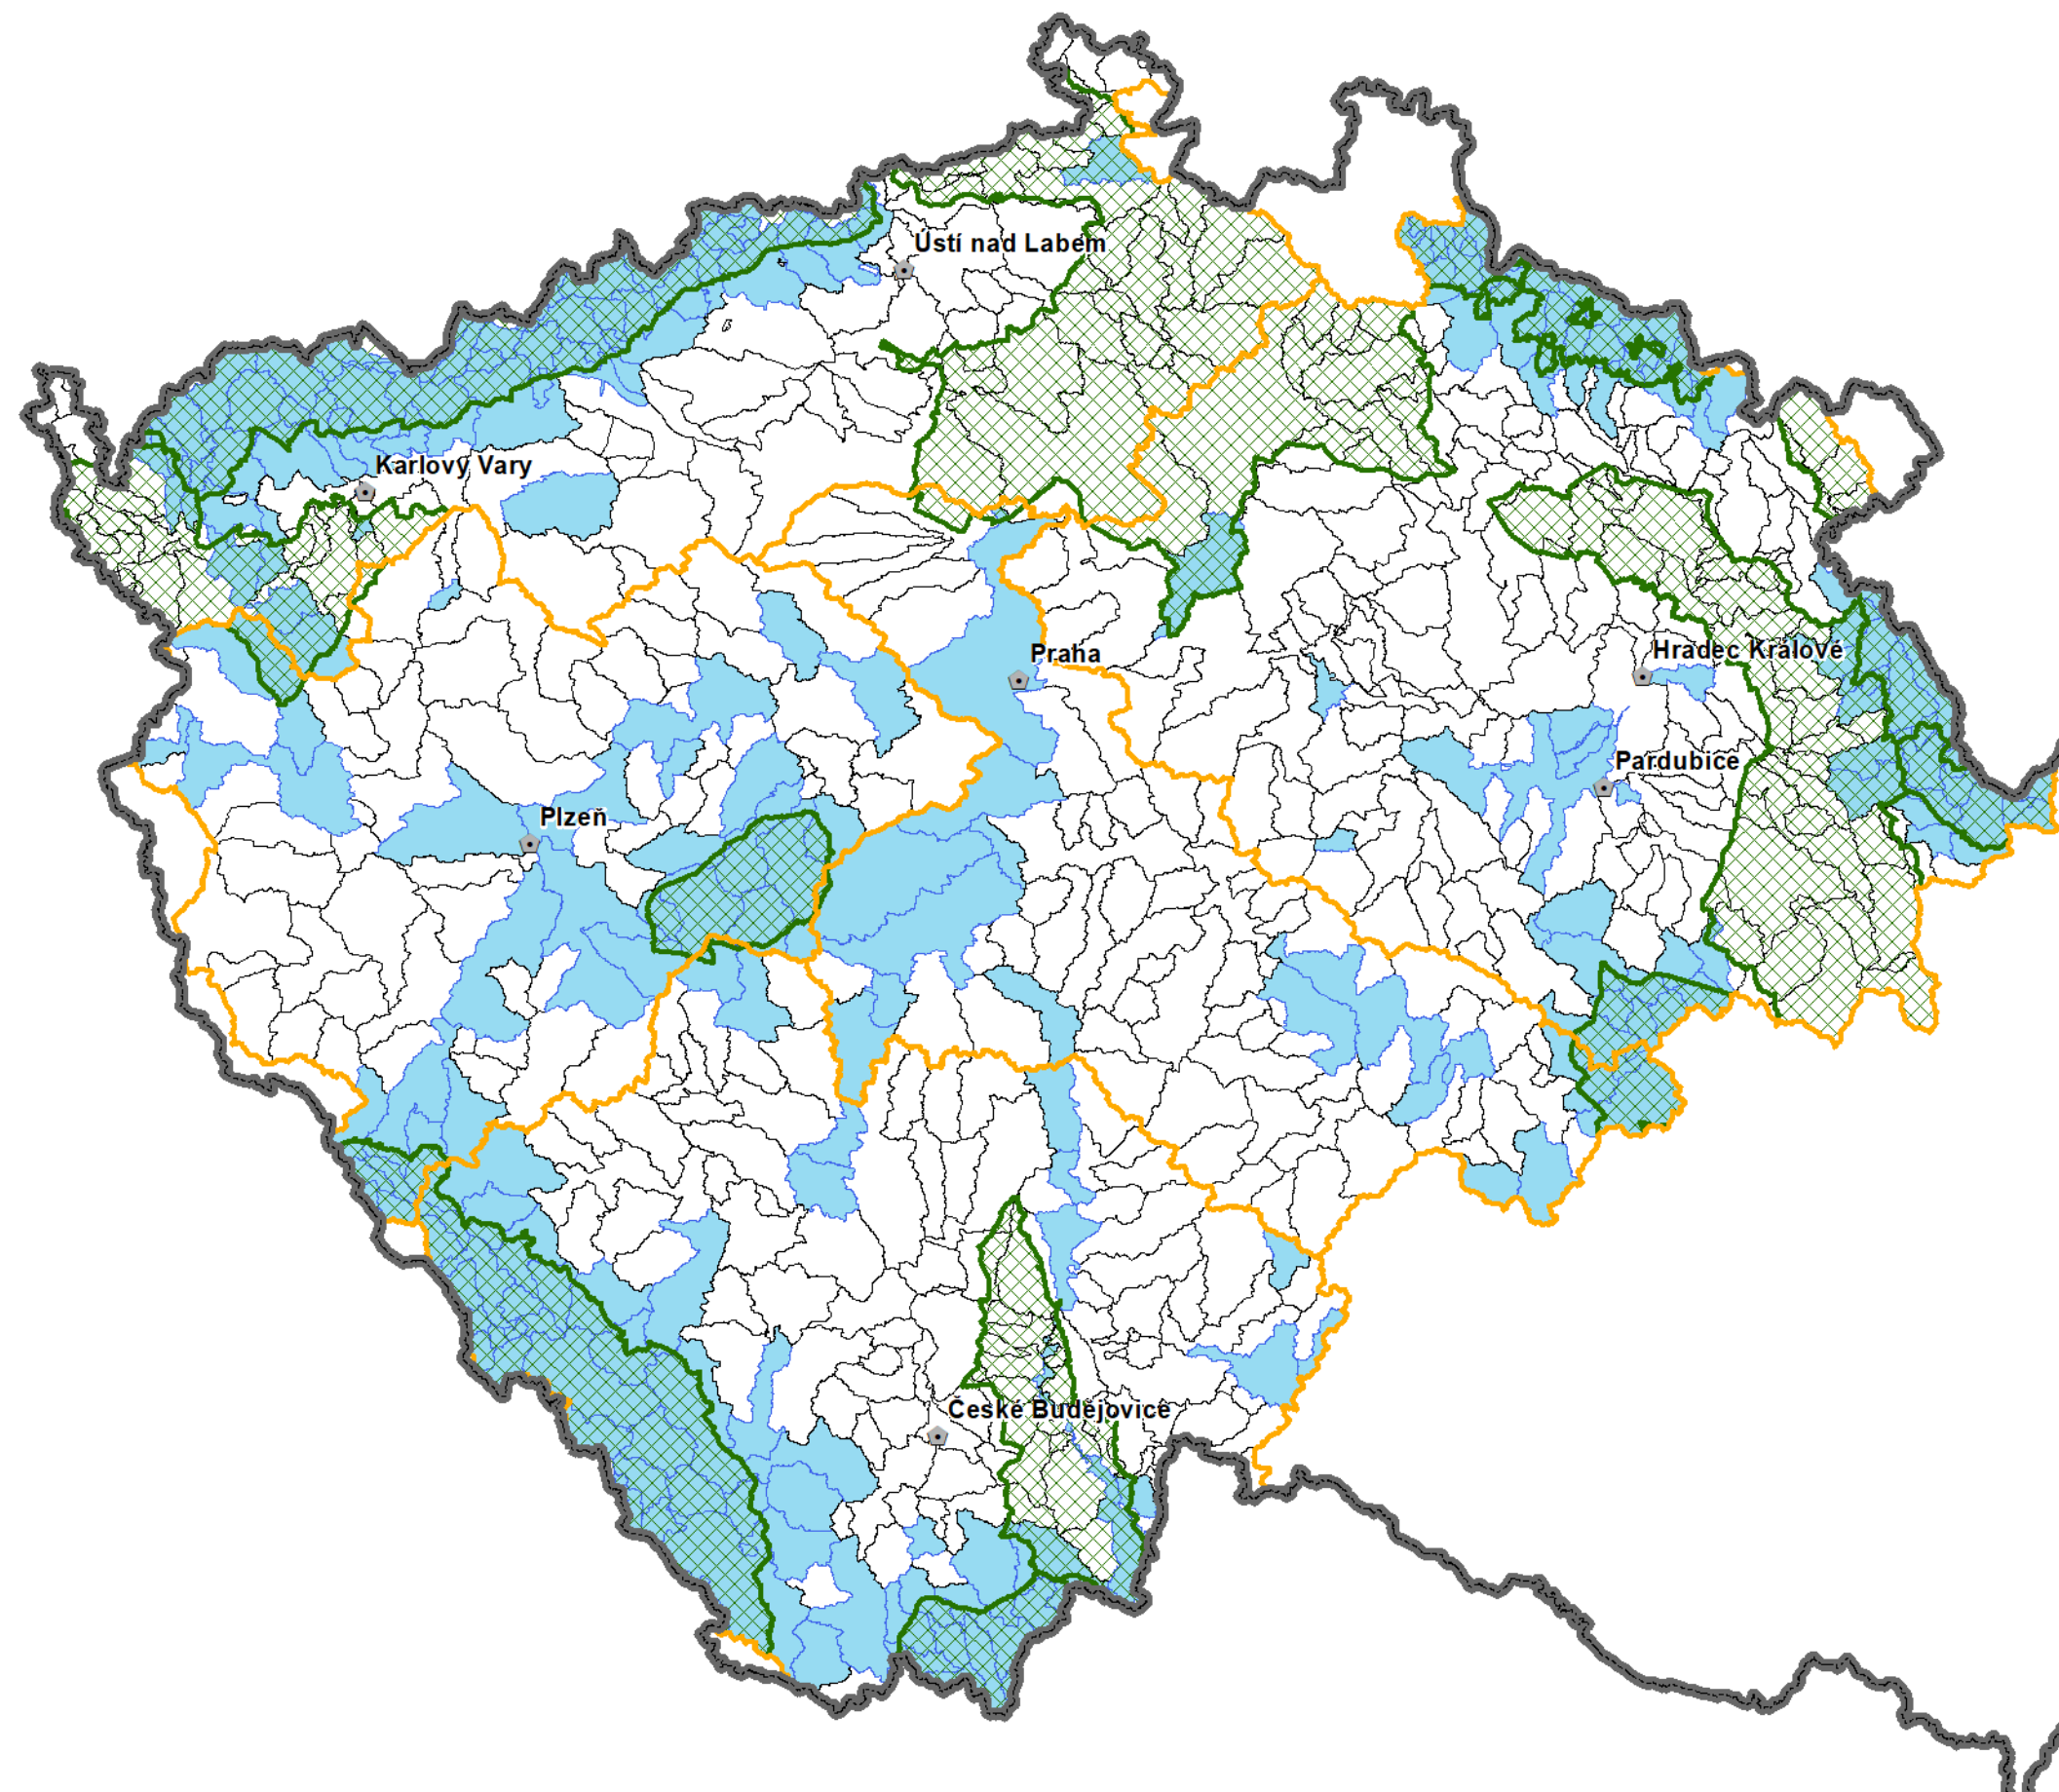 Ústí nad Labem
Karlovy Vary
Praha
Hradec Králové
Pardubice
Plzeň
České Budějovice